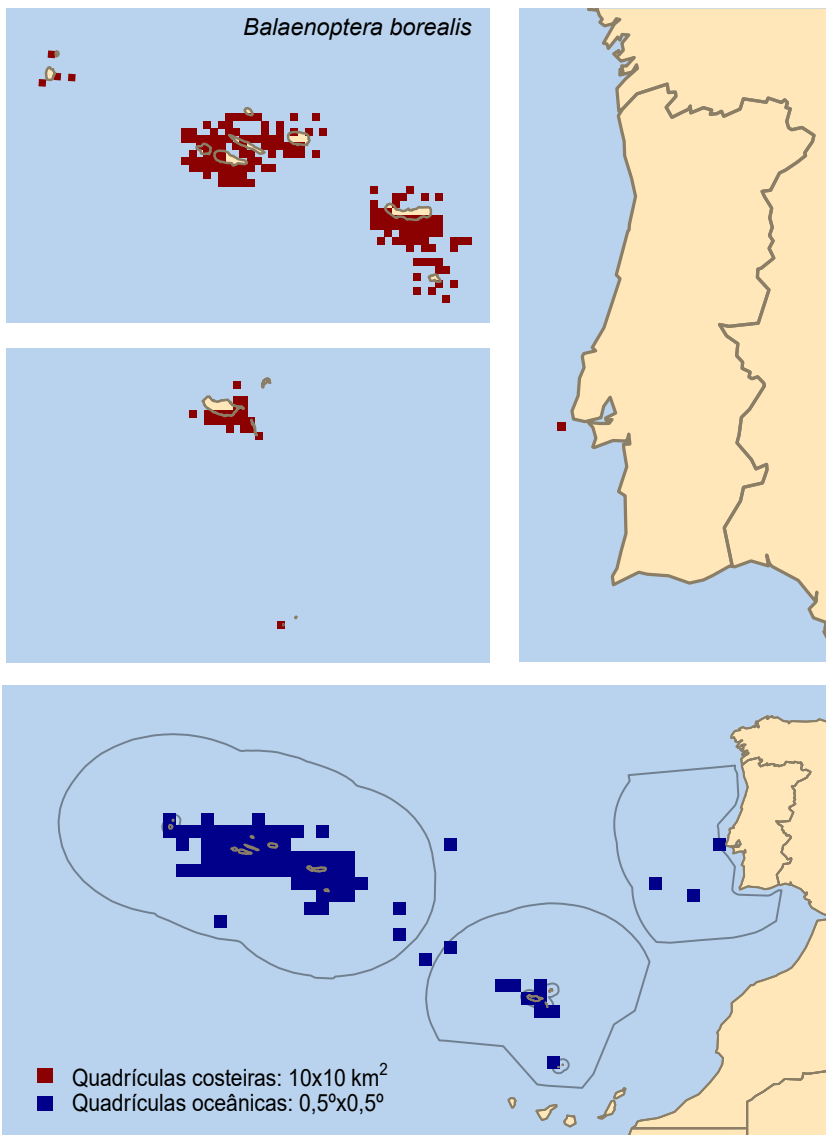 Balaenoptera borealis
Quadrículas costeiras: 10x10 km²
Quadrículas oceânicas: 0,5ºx0,5º